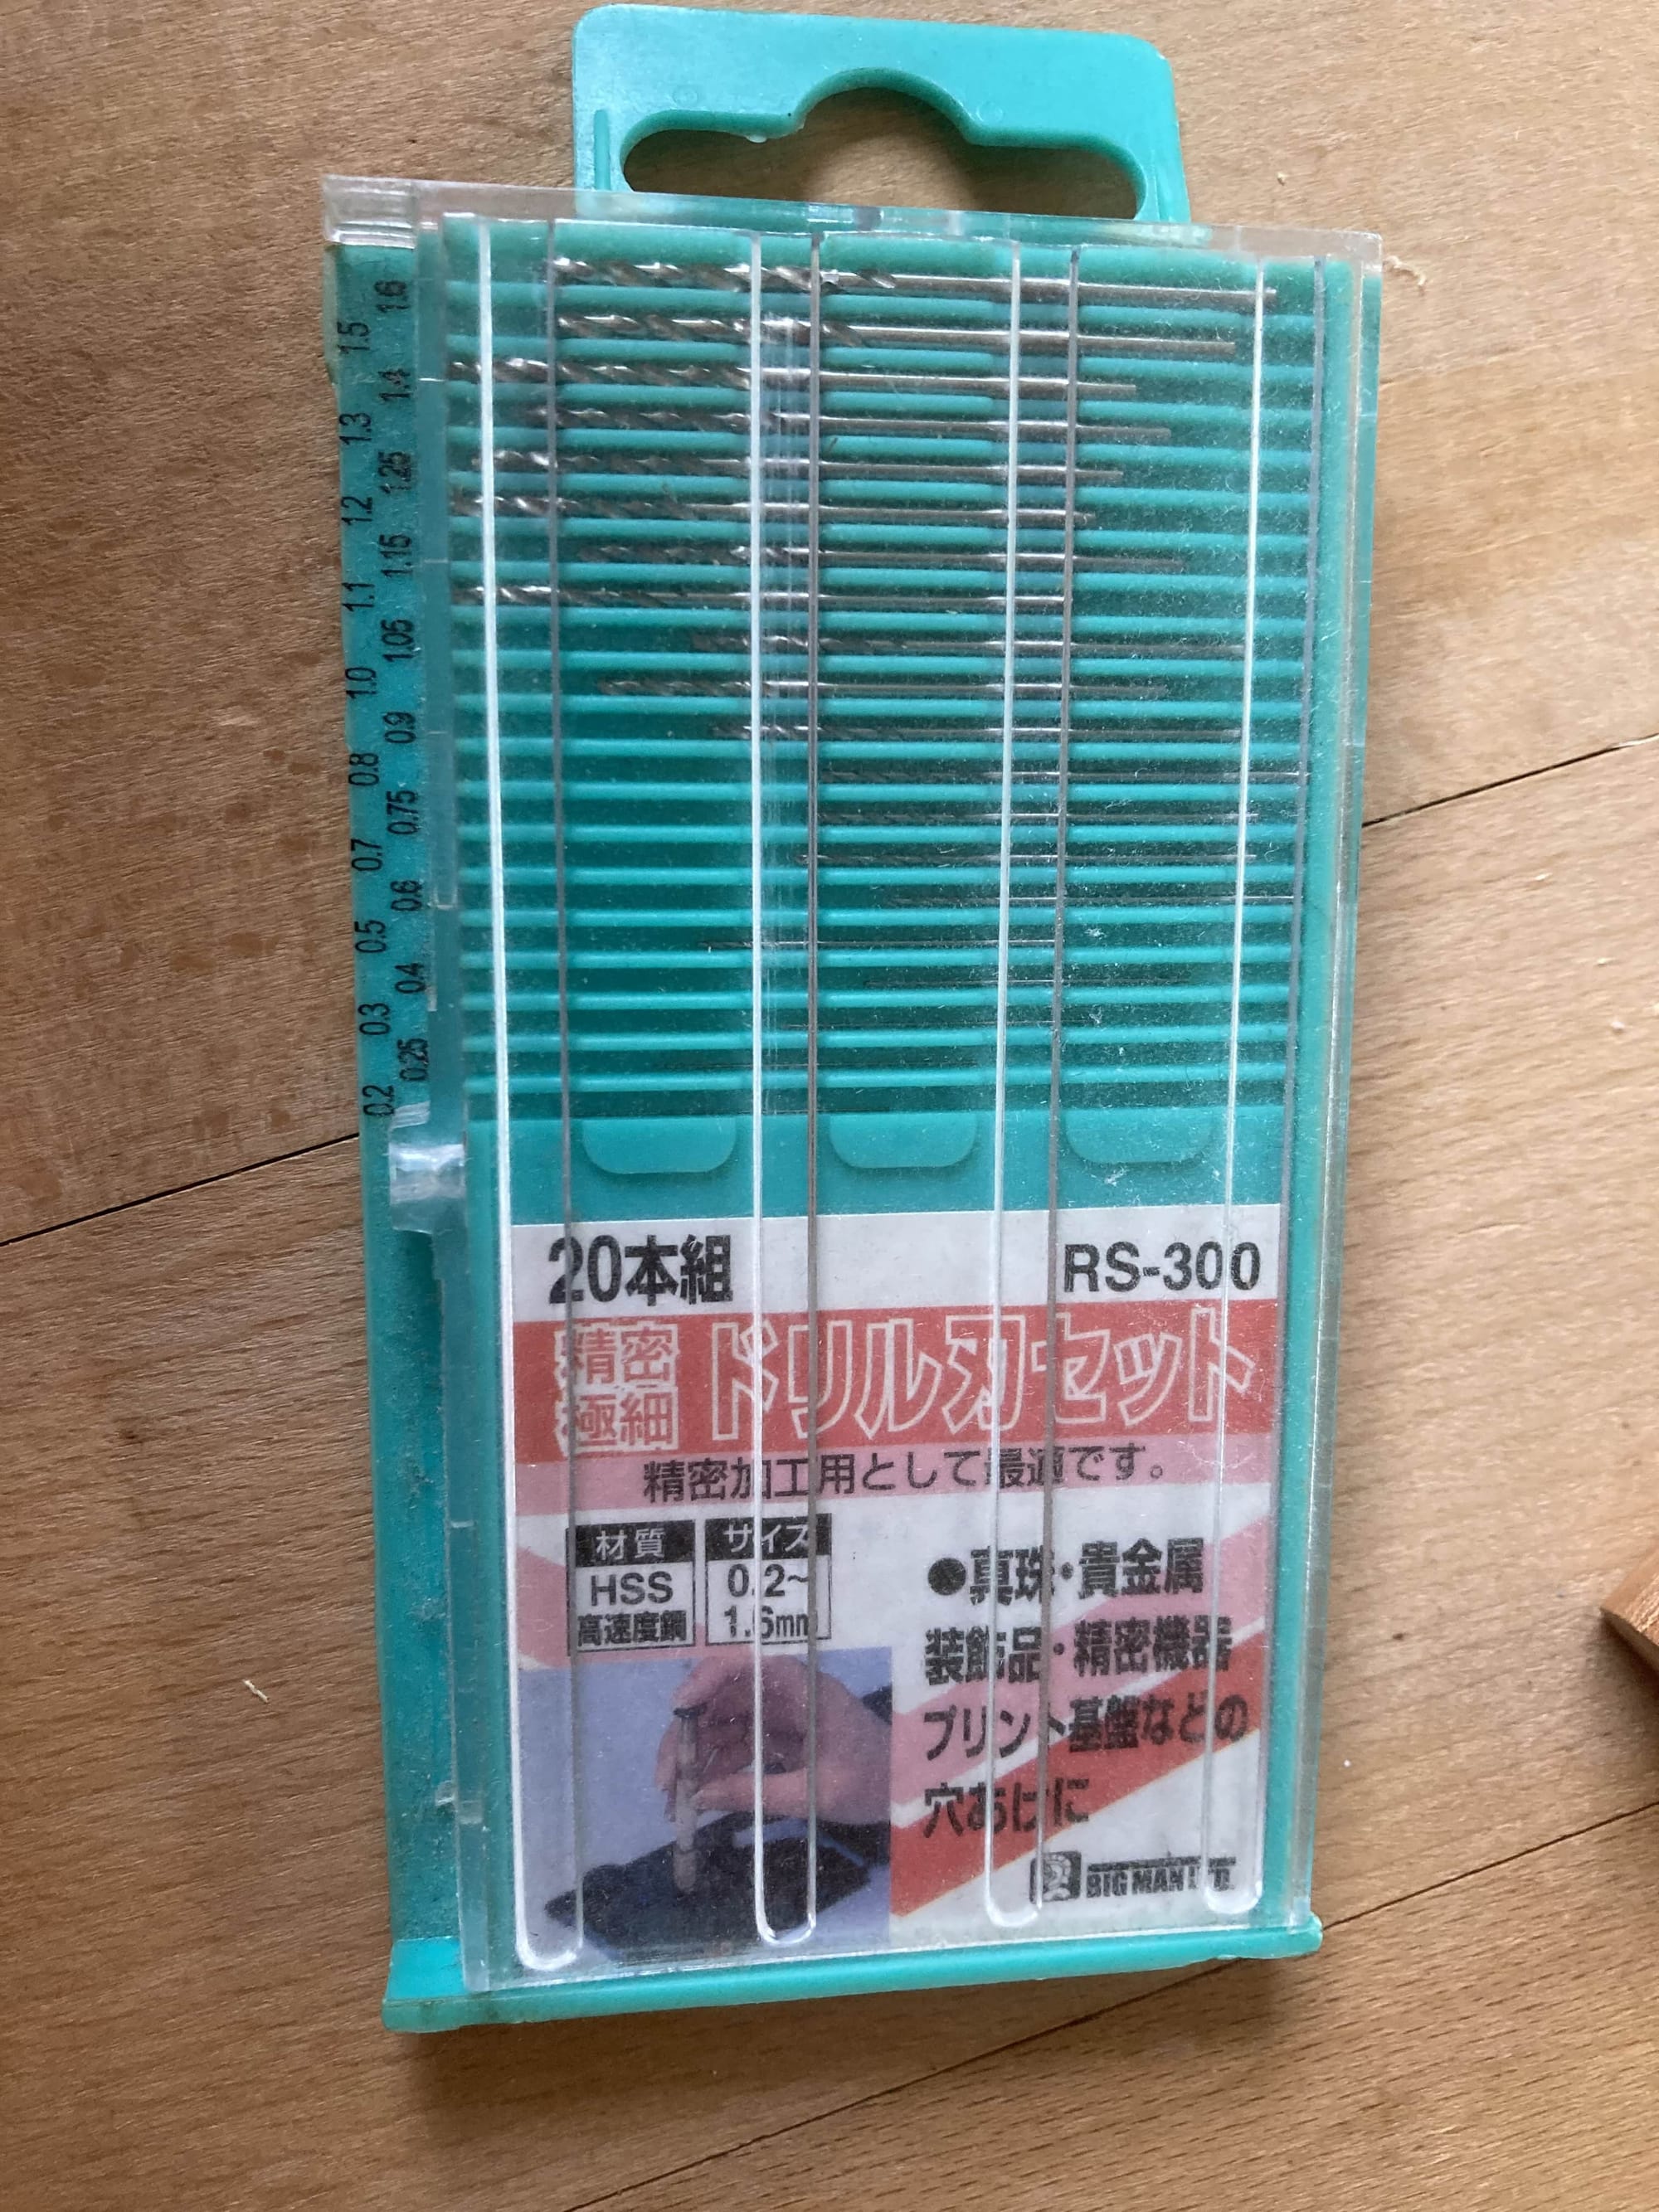 1.6
1.5
1.4
1.3
1.25
1.2
1.15
1.1
1.05
1.0
0.9
0.8
0.75
0.7
0.6
0.5
0.4
0.3
0.25
0.2
20本組 RS-300
精密
極細
ドリル刃セット
精密加工用として最適です。
材質 サイズ
HSS 0.2~
高速度鋼 1.6mm
●真珠・貴金属
装飾品・精密機器
プリント基盤などの
穴あけに
BIG MAN LTD.